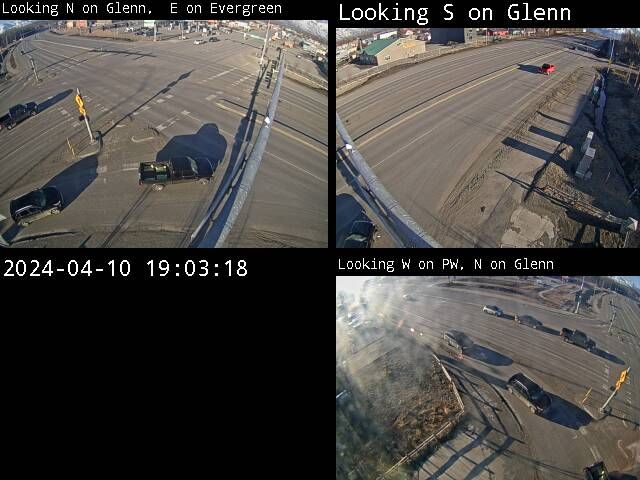 Looking N on Glenn,  E on Evergreen
Looking S on Glenn
2024-04-10 19:03:18
Looking W on PW, N on Glenn